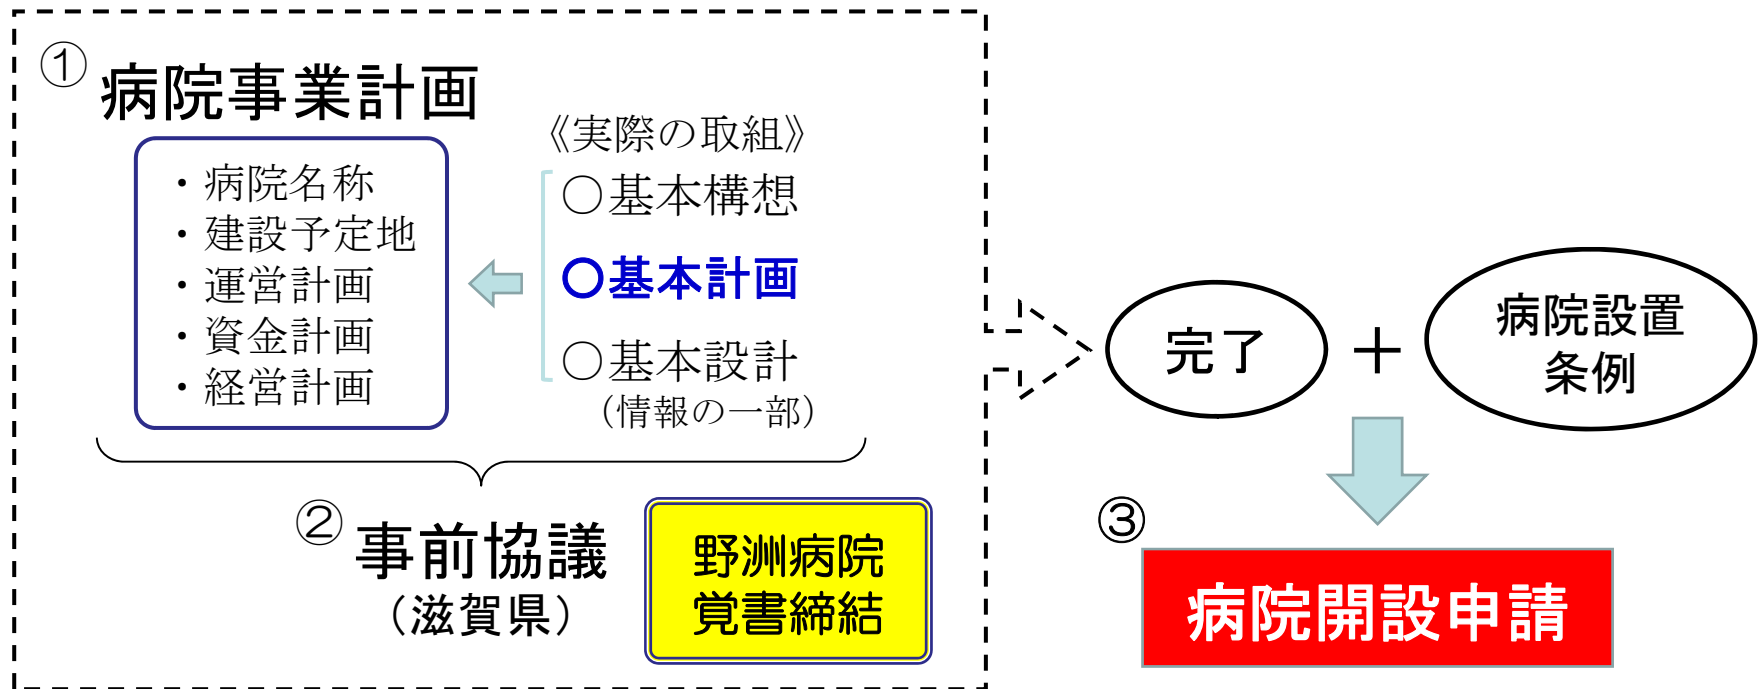 ①
病院事業計画
・病院名称
・建設予定地
・運営計画
・資金計画
・経営計画
《実際の取組》
○基本構想
○基本計画
○基本設計
（情報の一部）
②
事前協議
（滋賀県）
野洲病院
覚書締結
完了
＋
病院設置
条例
③
病院開設申請